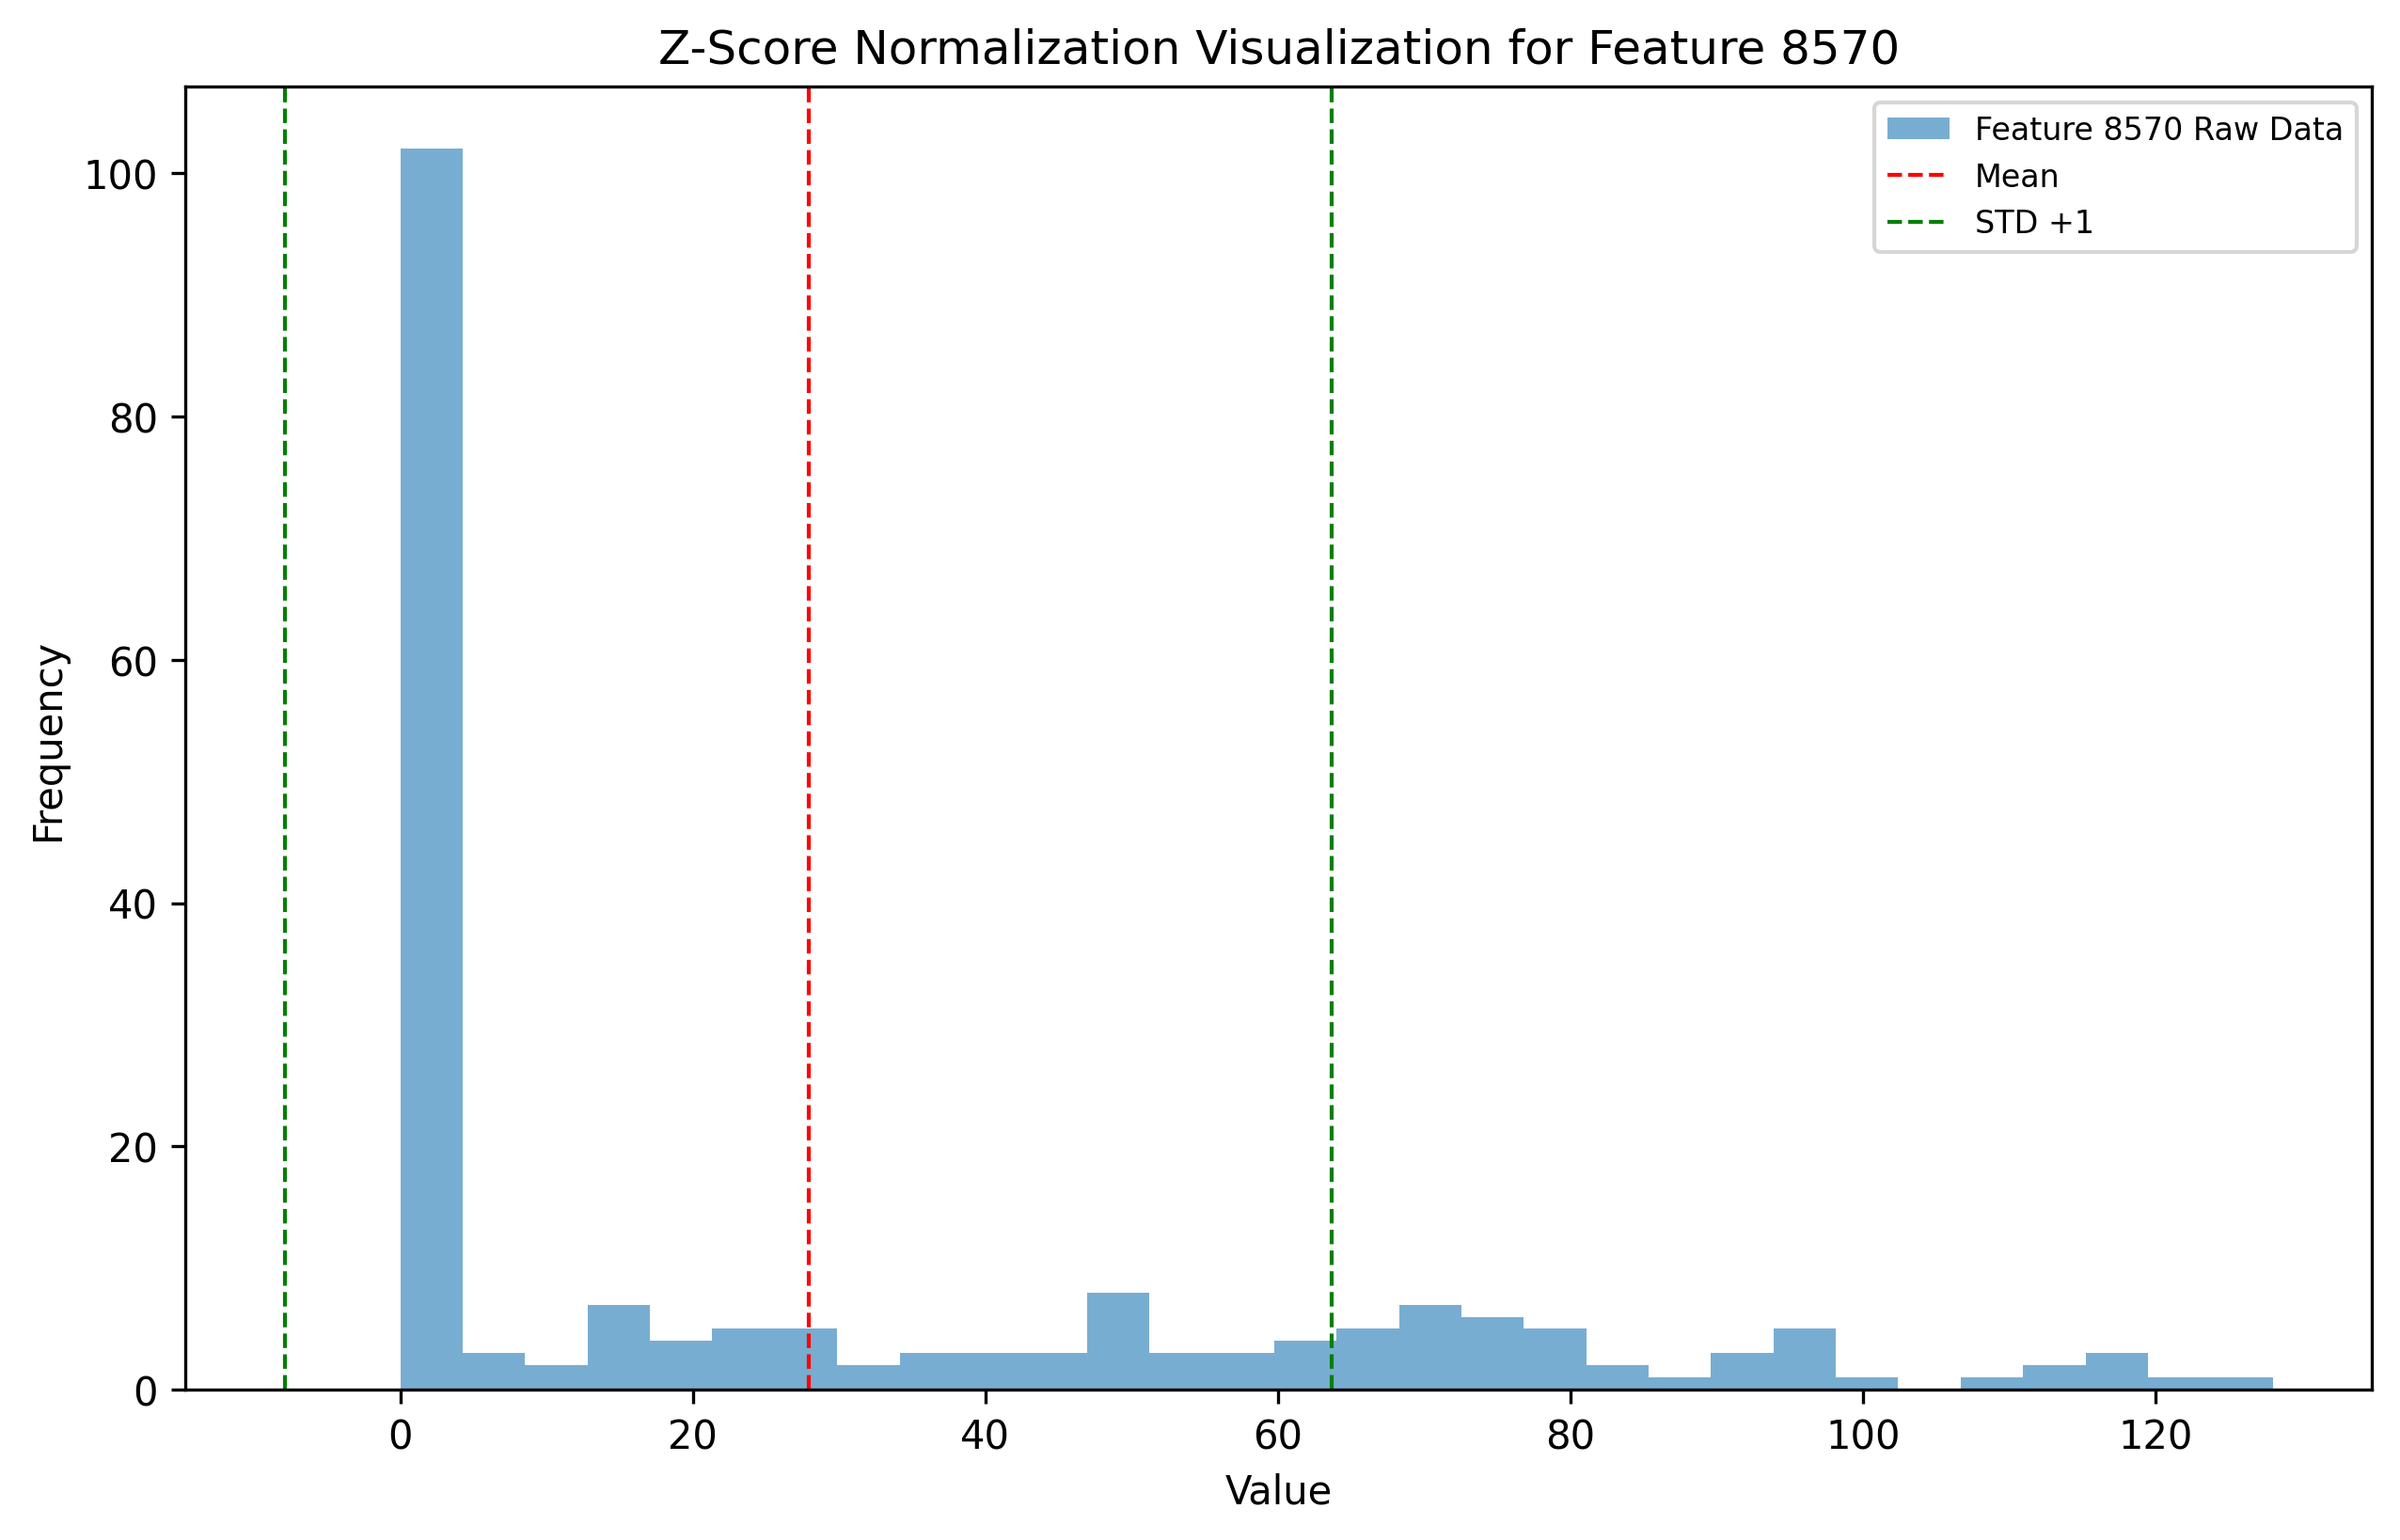 Z-Score Normalization Visualization for Feature 8570
Feature 8570 Raw Data
Mean
STD +1
100
80
60
40
20
0
Frequency
0 20 40 60 80 100 120
Value